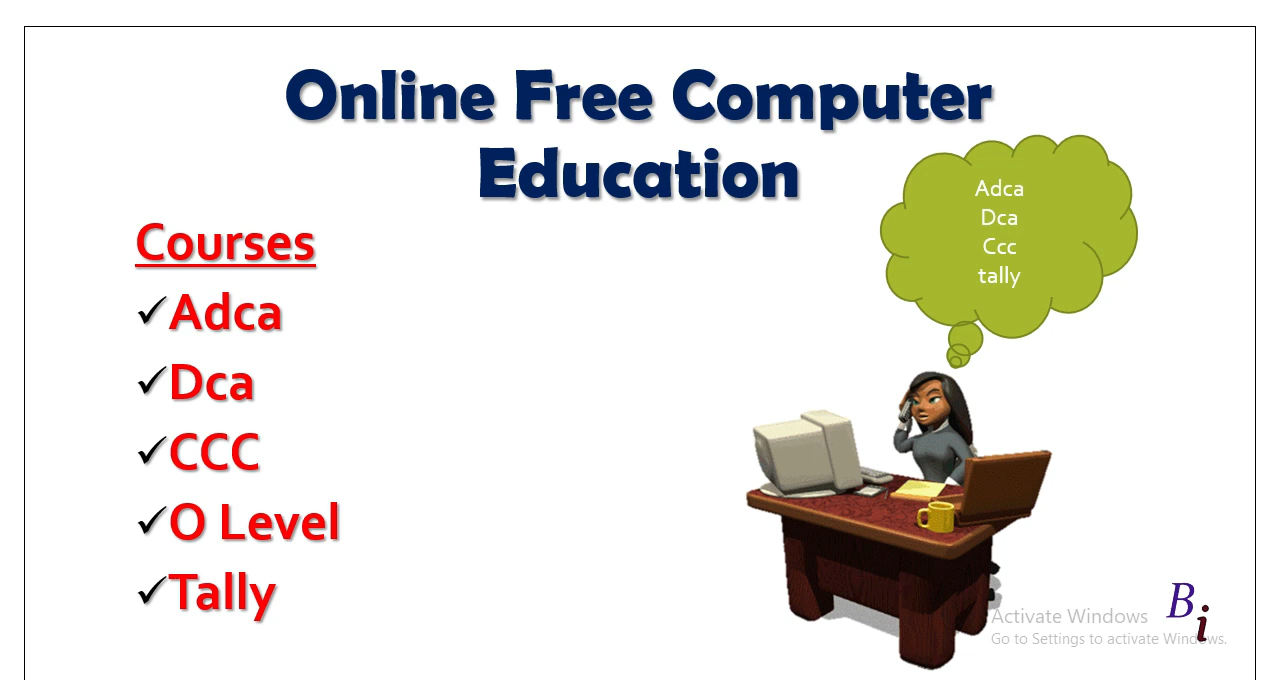 Online Free Computer
Education
Courses
✓Adca
✓Dca
✓CCC
✓O Level
✓Tally
Adca
Dca
Ccc
tally
Activate Windows
Go to Settings to activate Windows.
Bi